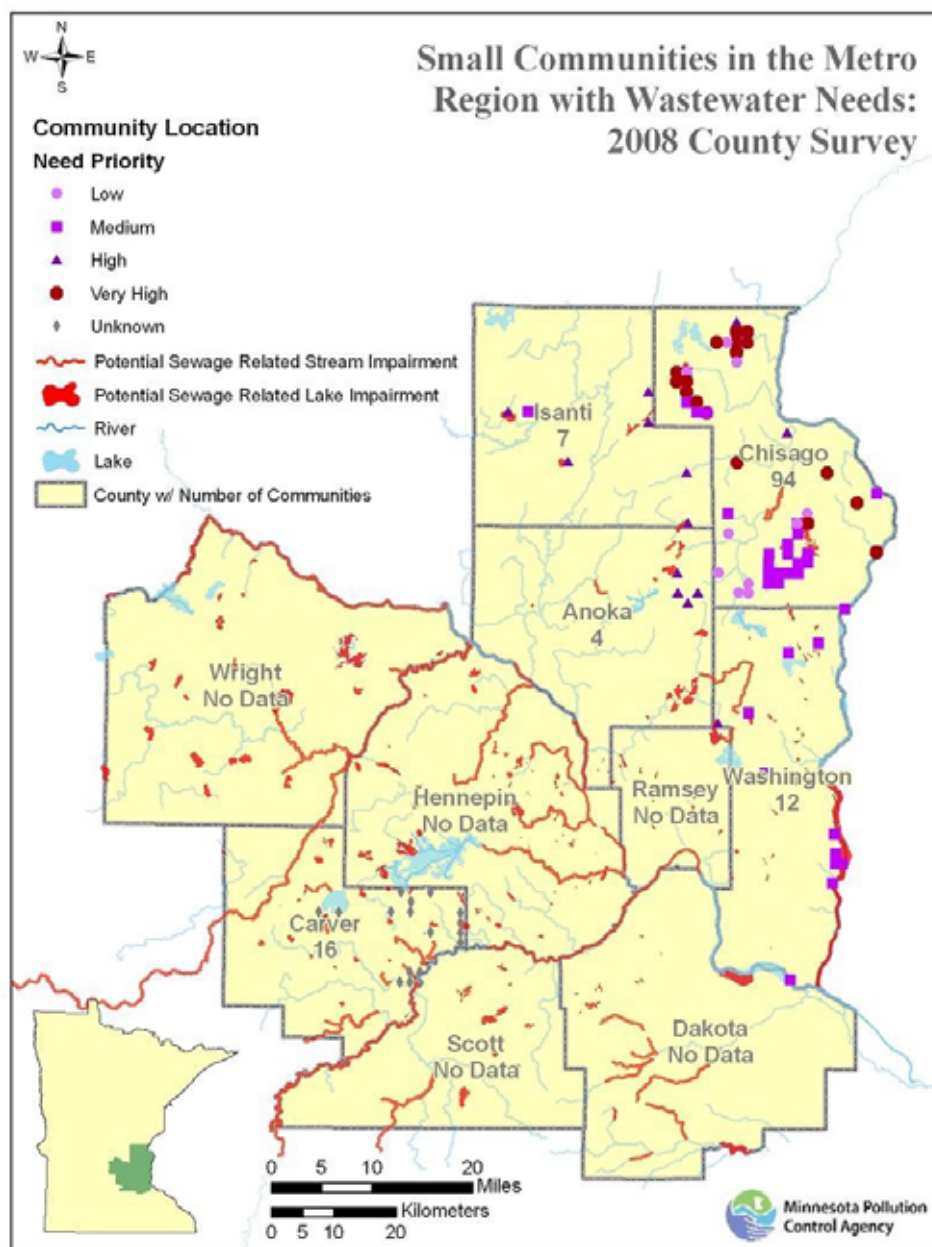 N
W E
S
Small Communities in the Metro
Region with Wastewater Needs:
2008 County Survey
Community Location
Need Priority
Low
Medium
High
Very High
Unknown
Potential Sewage Related Stream Impairment
Potential Sewage Related Lake Impairment
River
Lake
County w/ Number of Communities
Isanti
7
Chisago
94
Anoka
4
Wright
No Data
Hennepin
No Data
Ramsey
No Data
Washington
12
Carver
16
Scott
No Data
Dakota
No Data
0 5 10 20
Miles
Kilometers
0 5 10 20
Minnesota Pollution
Control Agency